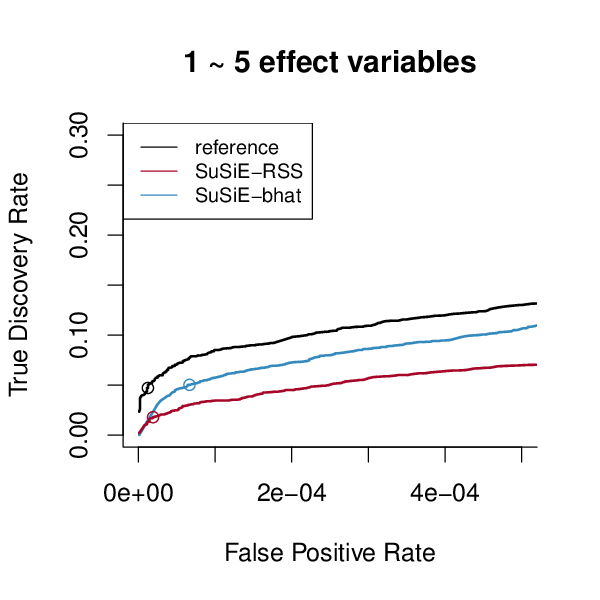 1 ~ 5 effect variables
True Discovery Rate
0.30
0.20
0.10
0.00
reference
SuSiE−RSS
SuSiE−bhat
0e+00 2e−04 4e−04
False Positive Rate